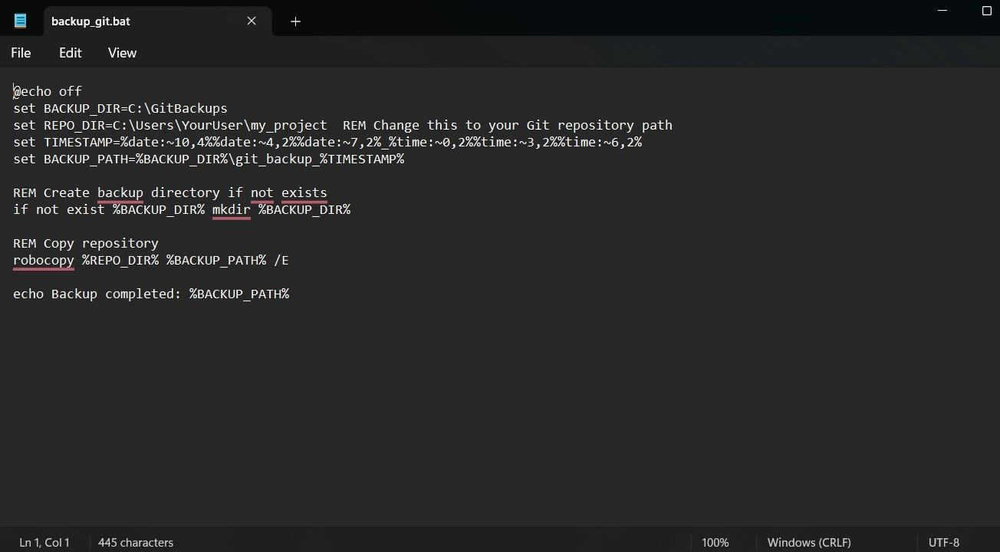 backup_git.bat
File Edit View
@echo off
set BACKUP_DIR=C:\GitBackups
set REPO_DIR=C:\Users\YourUser\my_project  REM Change this to your Git repository path
set TIMESTAMP=%date:~10,4%%date:~4,2%%date:~7,2%_%time:~0,2%%time:~3,2%%time:~6,2%
set BACKUP_PATH=%BACKUP_DIR%\git_backup_%TIMESTAMP%
REM Create backup directory if not exists
if not exist %BACKUP_DIR% mkdir %BACKUP_DIR%
REM Copy repository
robocopy %REPO_DIR% %BACKUP_PATH% /E
echo Backup completed: %BACKUP_PATH%
Ln 1, Col 1 445 characters 100% Windows (CRLF) UTF-8